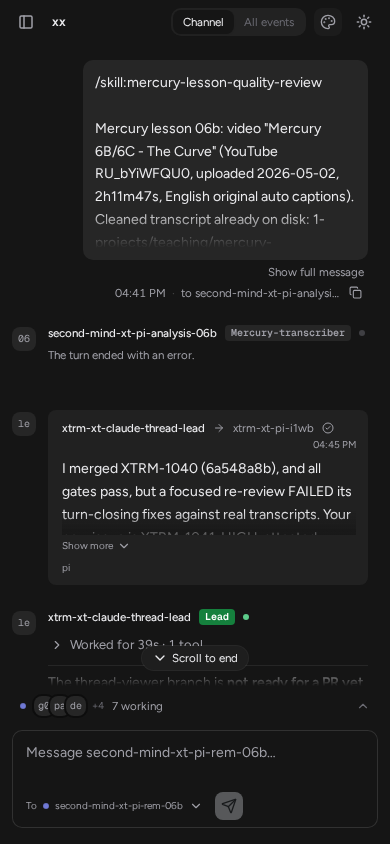 xx
Channel
All events
/skill:mercury-lesson-quality-review
Mercury lesson 06b: video "Mercury
6B/6C - The Curve" (YouTube
RU_bYiWFQU0, uploaded 2026-05-02,
2h11m47s, English original auto captions).
Cleaned transcript already on disk: 1-
projects/teaching/mercury-
Show full message
04:41 PM · to second-mind-xt-pi-analysi...
06
second-mind-xt-pi-analysis-06b
Mercury-transcriber
The turn ended with an error.
le
xtrm-xt-claude-thread-lead → xtrm-xt-pi-i1wb
04:45 PM
I merged XTRM-1040 (6a548a8b), and all
gates pass, but a focused re-review FAILED its
turn-closing fixes against real transcripts. Your
Show more
pi
le
xtrm-xt-claude-thread-lead
Lead
Worked for 39s · 1 tool
Scroll to end
The thread-viewer branch is not ready for a PR yet
pa
de
+4
7 working
Message second-mind-xt-pi-rem-06b...
To
second-mind-xt-pi-rem-06b